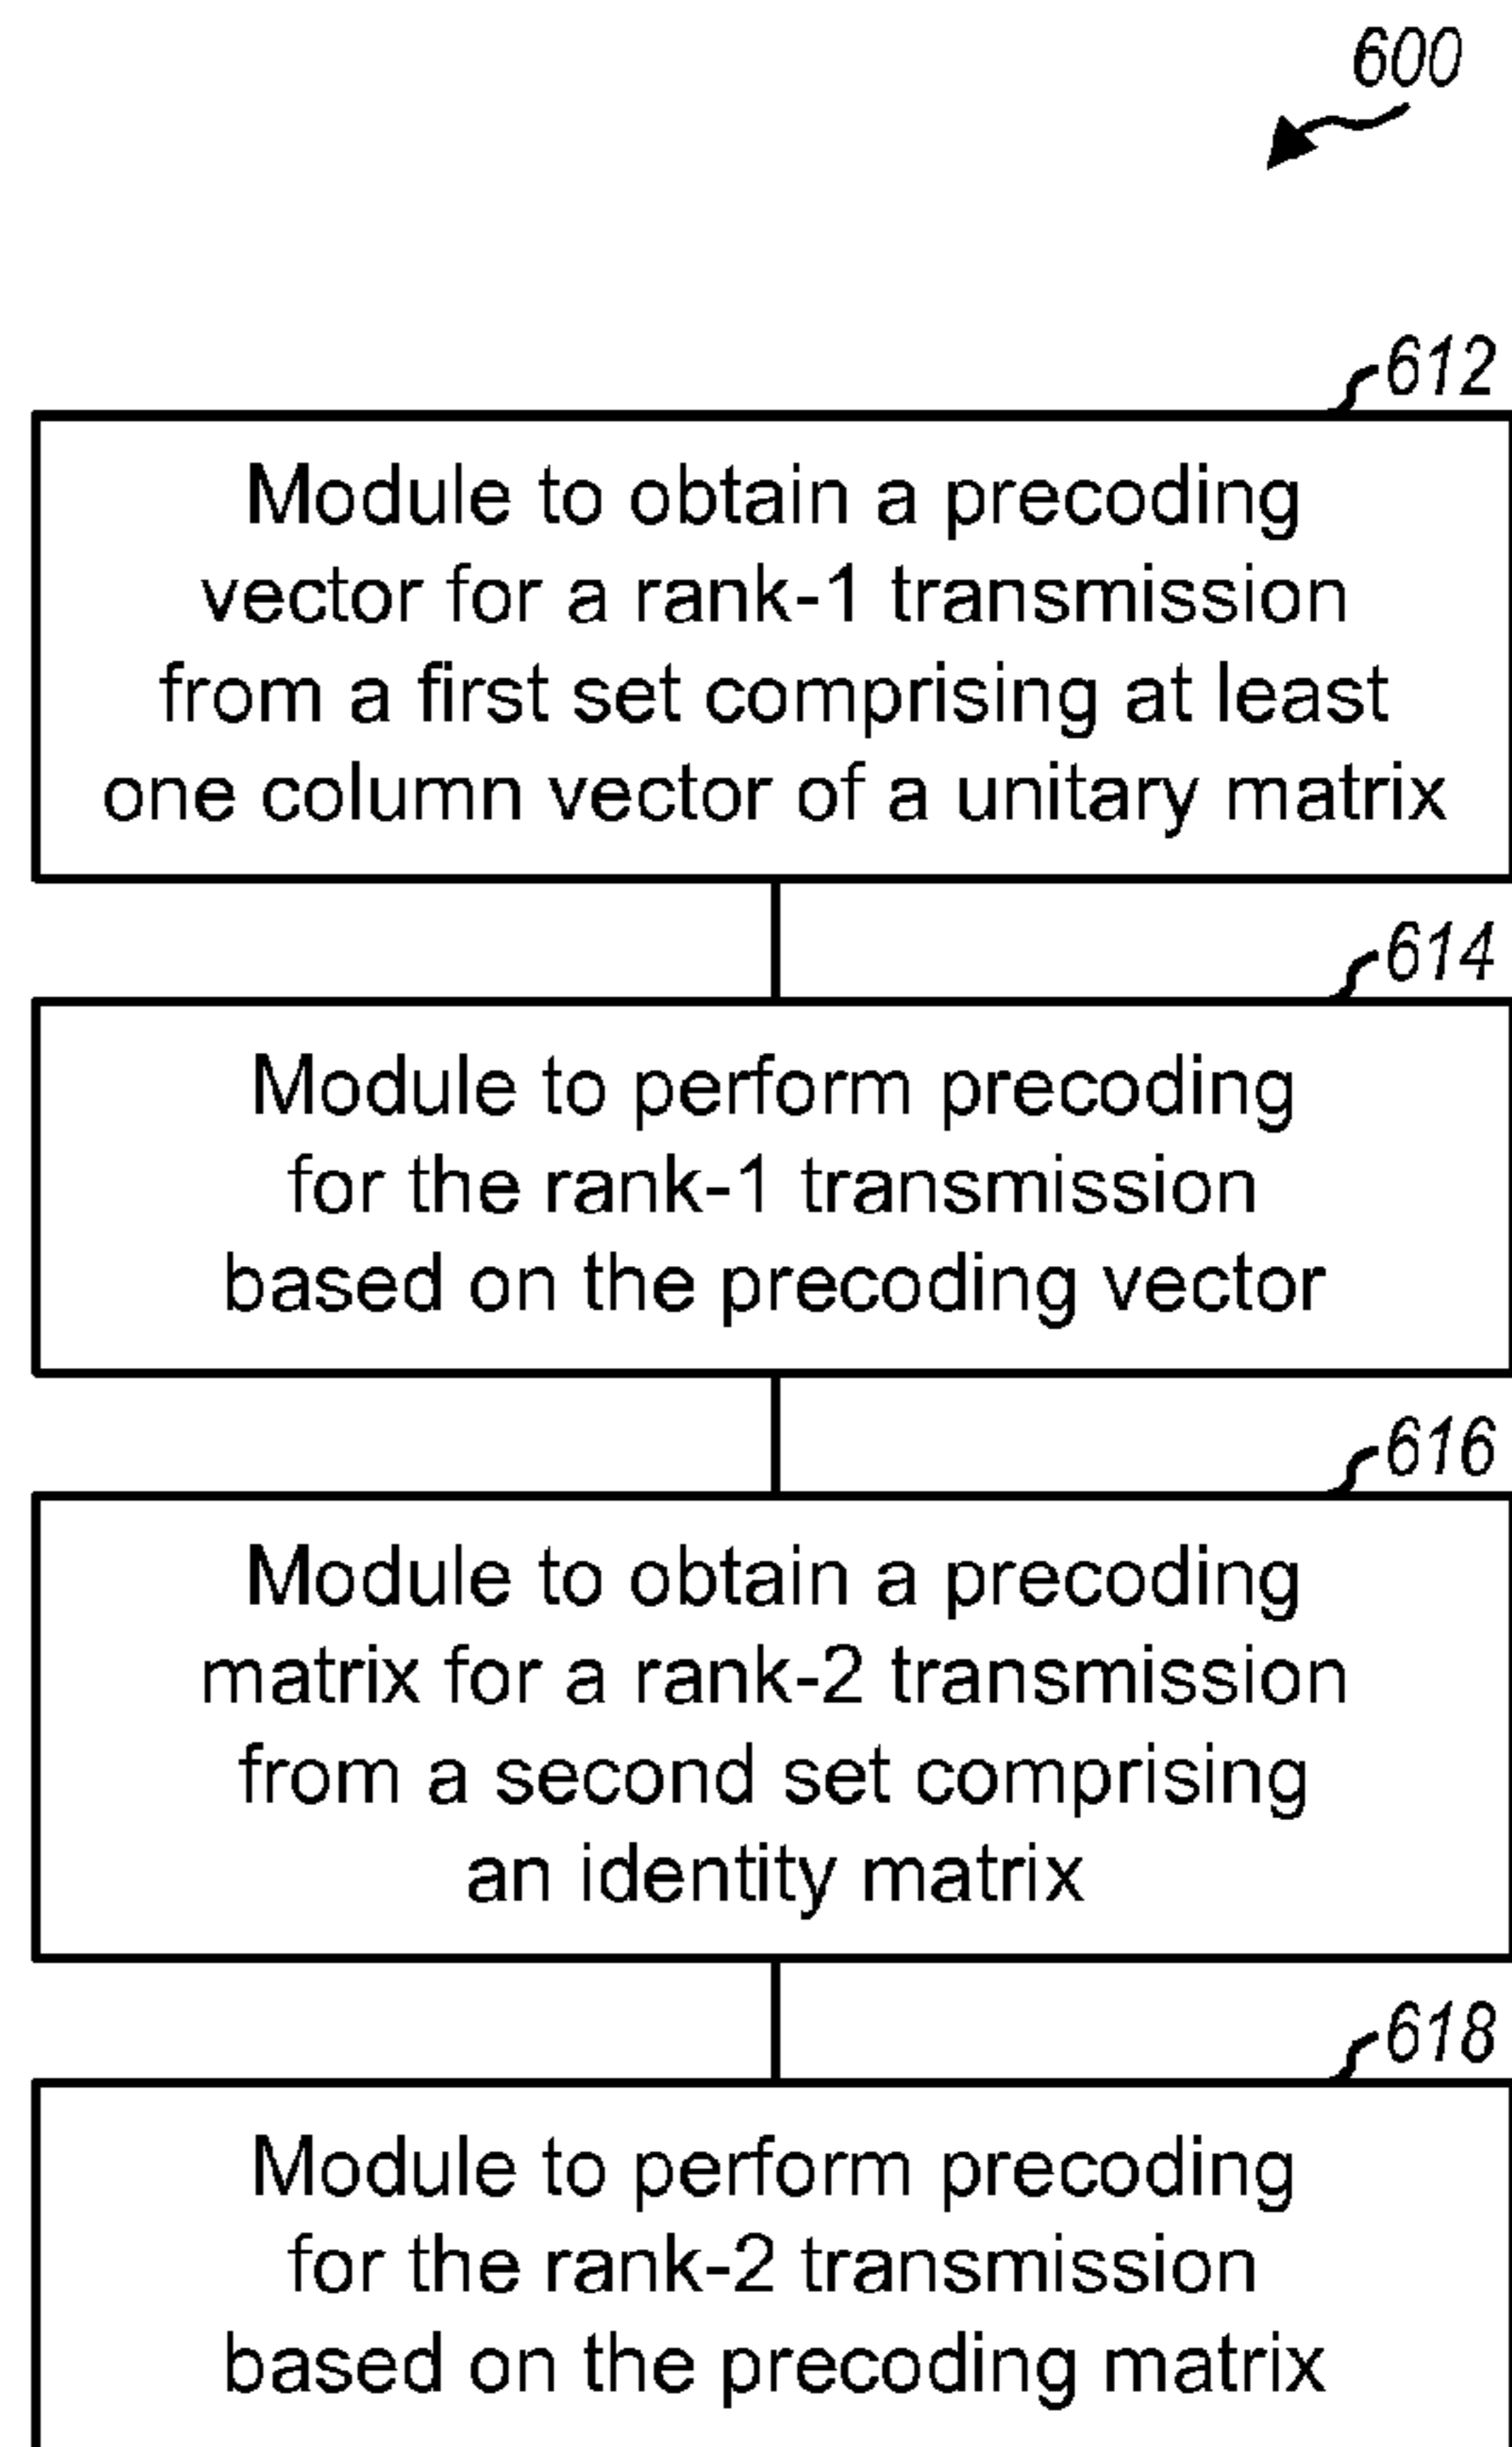 600
612
Module to obtain a precoding
vector for a rank-1 transmission
from a first set comprising at least
one column vector of a unitary matrix
614
Module to perform precoding
for the rank-1 transmission
based on the precoding vector
616
Module to obtain a precoding
matrix for a rank-2 transmission
from a second set comprising
an identity matrix
618
Module to perform precoding
for the rank-2 transmission
based on the precoding matrix